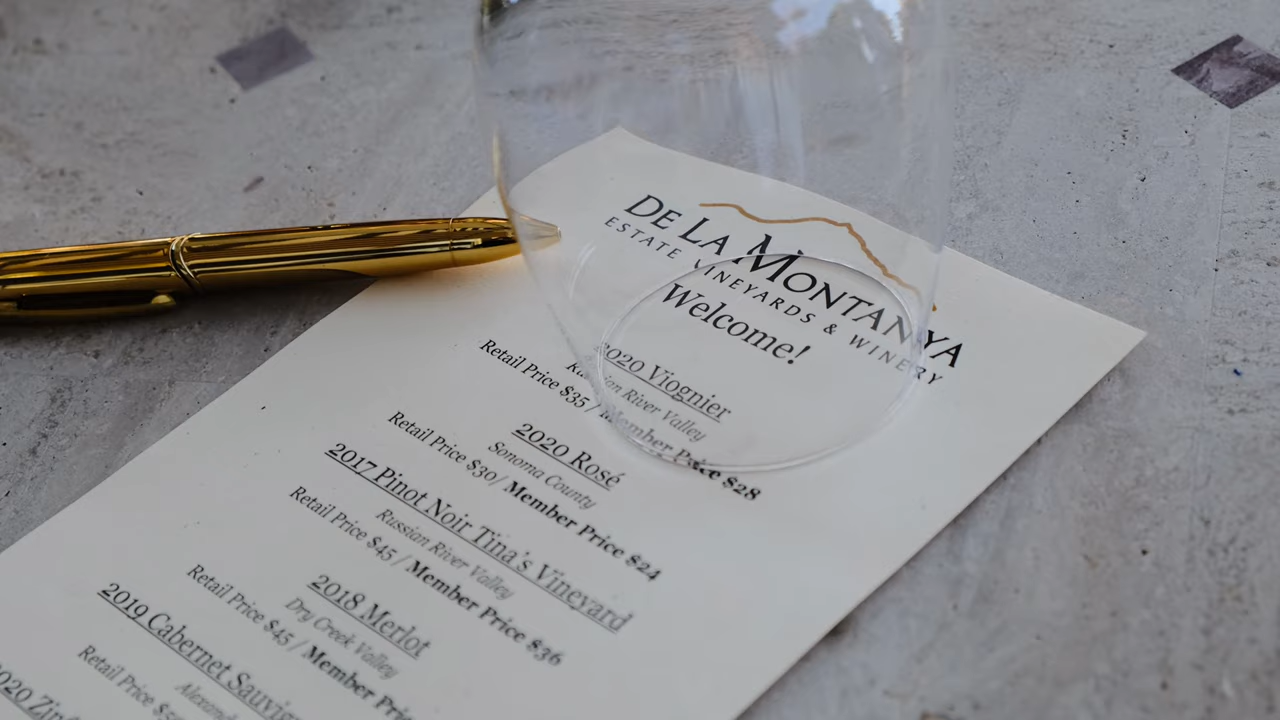 DE LA MONTANYA
ESTATE VINEYARDS & WINERY
Welcome!
2020 Viognier
Russian River Valley
Retail Price $35 / Member Price $28
2020 Rosé
Sonoma County
Retail Price $30/ Member Price $24
2017 Pinot Noir Tina's Vineyard
Russian River Valley
Retail Price $45 / Member Price $36
2018 Merlot
Dry Creek Valley
Retail Price $45 / Member Price
2019 Cabernet
Retail Price
2020